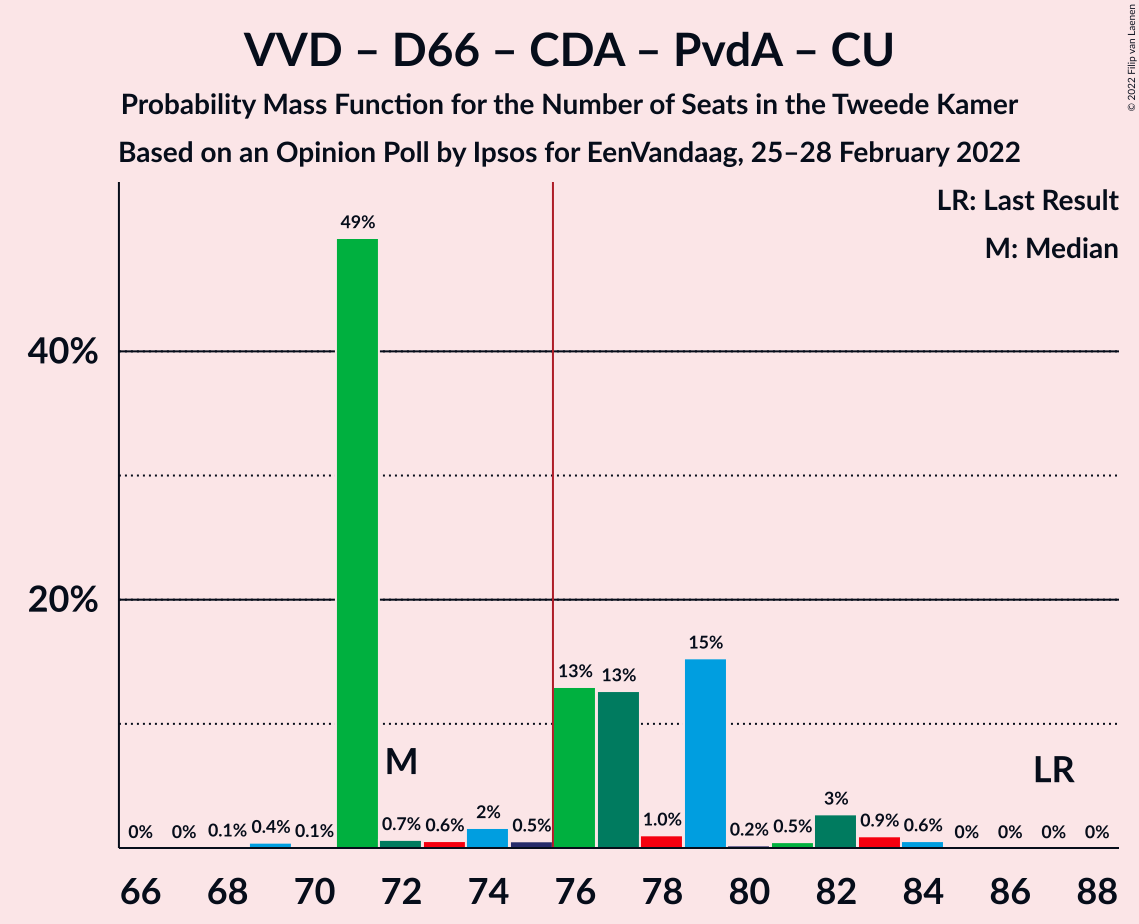 VVD – D66 – CDA – PvdA – CU
Probability Mass Function for the Number of Seats in the Tweede Kamer
Based on an Opinion Poll by Ipsos for EenVandaag, 25–28 February 2022
© 2022 Filip van Laenen
LR: Last Result
M: Median
49%
40%
20%
15%
13%
13%
M
LR
0%
0%
0.1%
0.4%
0.1%
0.7%
0.6%
2%
0.5%
1.0%
0.2%
0.5%
3%
0.9%
0.6%
0%
0%
0%
0%
66 68 70 72 74 76 78 80 82 84 86 88